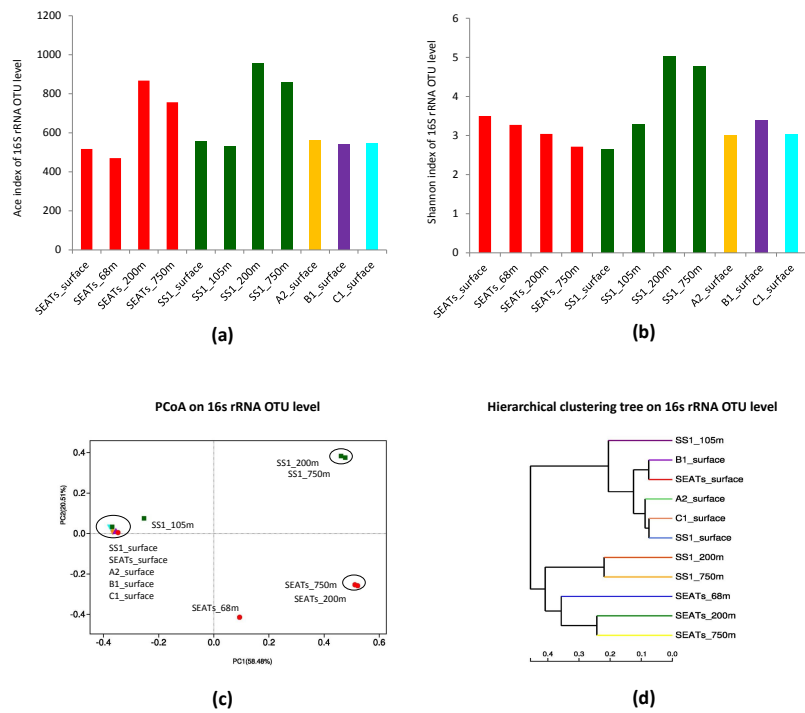 1200
1000
800
600
400
200
0
Ace index of 16S rRNA OTU level
SEATs_surface
SEATs_68m
SEATs_200m
SEATs_750m
SS1_surface
SS1_105m
SS1_200m
SS1_750m
A2_surface
B1_surface
C1_surface
(a)
6
5
4
3
2
1
0
Shannon index of 16S rRNA OTU level
SEATs_surface
SEATs_68m
SEATs_200m
SEATs_750m
SS1_surface
SS1_105m
SS1_200m
SS1_750m
A2_surface
B1_surface
C1_surface
(b)
PCoA on 16s rRNA OTU level
0.4
0.2
0.0
-0.2
-0.4
PC2(20.51%)
SS1_200m
SS1_750m
SS1_105m
SS1_surface
SEATs_surface
A2_surface
B1_surface
C1_surface
SEATs_750m
SEATs_200m
SEATs_68m
-0.4 -0.2 0.0 0.2 0.4 0.6
PC1(58.48%)
(c)
Hierarchical clustering tree on 16s rRNA OTU level
SS1_105m
B1_surface
SEATs_surface
A2_surface
C1_surface
SS1_surface
SS1_200m
SS1_750m
SEATs_68m
SEATs_200m
SEATs_750m
0.4 0.3 0.2 0.1 0.0
(d)